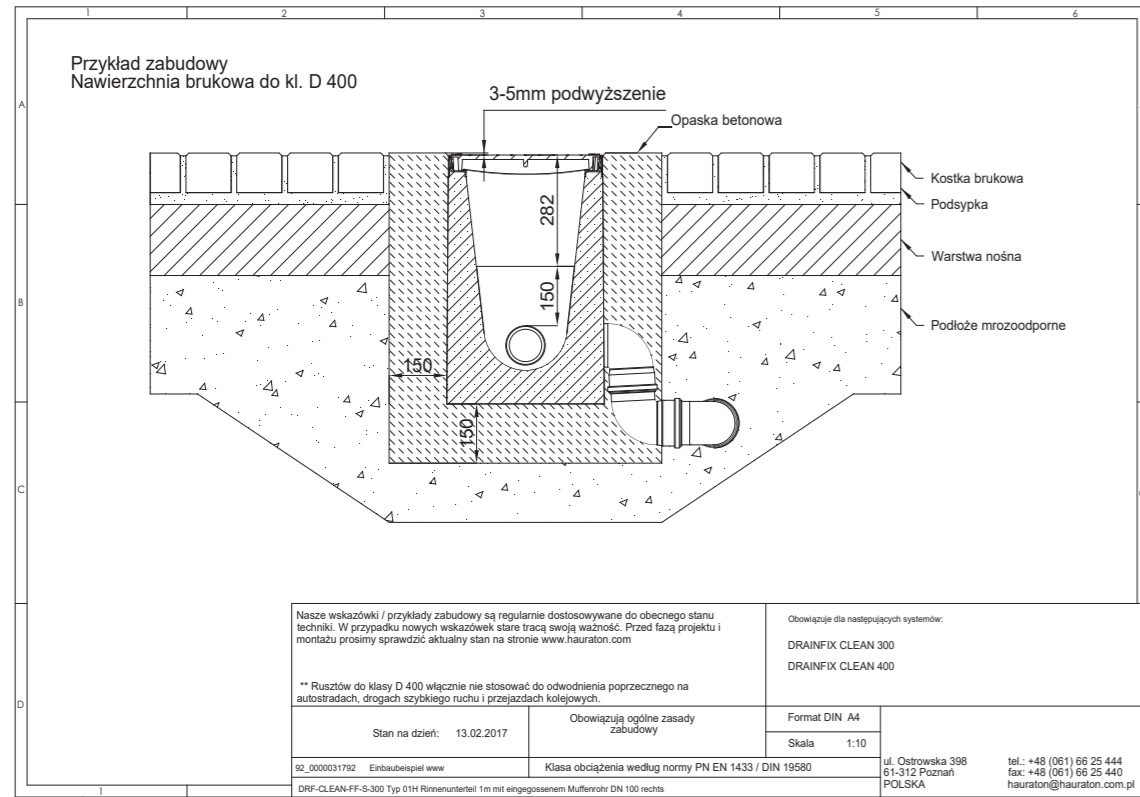 1 2 3 4 5 6
Przykład zabudowy
Nawierzchnia brukowa do kl. D 400
3-5mm podwyższenie
Opaska betonowa
A
Kostka brukowa
Podsypka
282
Warstwa nośna
B
150
Podłoże mrozoodporne
150
150
C
Nasze wskazówki / przykłady zabudowy są regularnie dostosowywane do obecnego stanu
techniki. W przypadku nowych wskazówek stare tracą swoją ważność. Przed fazą projektu i
montażu prosimy sprawdzić aktualny stan na stronie www.hauraton.com
** Rusztów do klasy D 400 włącznie nie stosować do odwodnienia poprzecznego na
autostradach, drogach szybkiego ruchu i przejazdach kolejowych.
Obowiązuje dla następujących systemów:
DRAINFIX CLEAN 300
DRAINFIX CLEAN 400
D
Stan na dzień: 13.02.2017
Obowiązują ogólne zasady
zabudowy
Format DIN A4
Skala 1:10
92_0000031792 Einbaubeispiel www
Klasa obciążenia według normy PN EN 1433 / DIN 19580
DRF-CLEAN-FF-S-300 Typ 01H Rinnenunterteil 1m mit eingegossenem Muffenrohr DN 100 rechts
ul. Ostrowska 398
61-312 Poznań
POLSKA
tel.: +48 (061) 66 25 444
fax: +48 (061) 66 25 440
hauraton@hauraton.com.pl
1